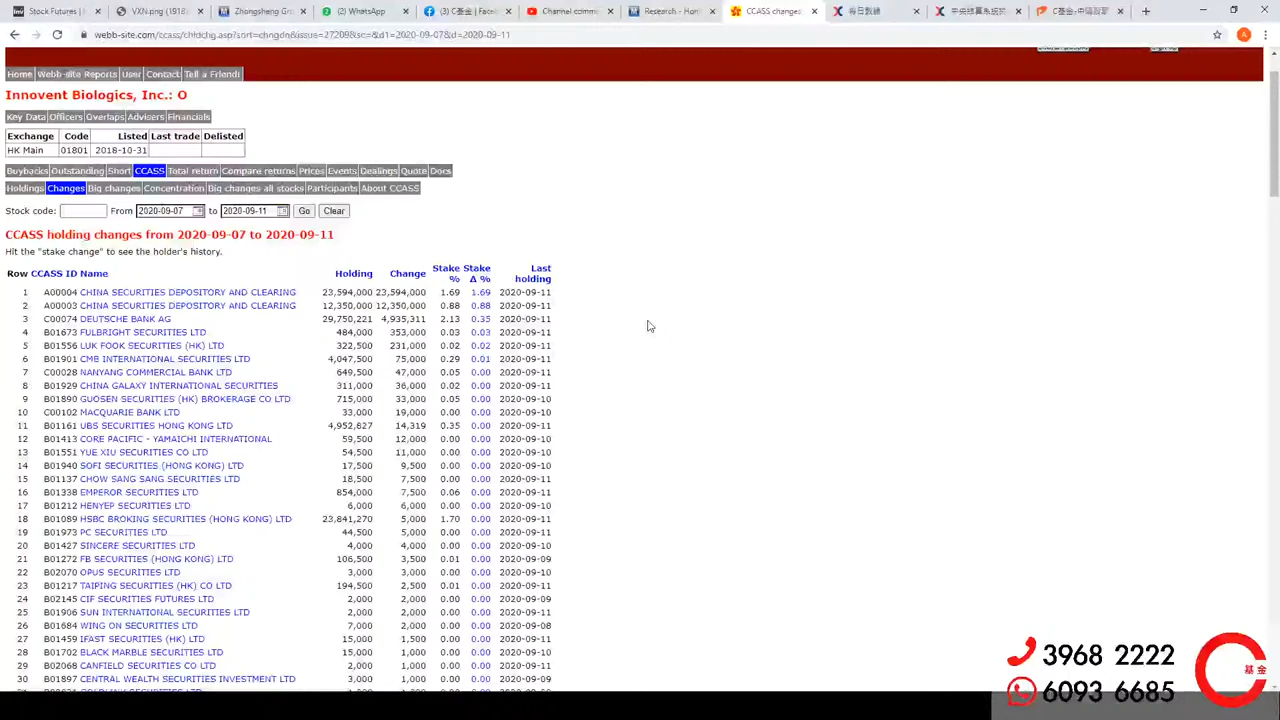 Stock Futures
VXN.png (1918
Zhongsheng Gr
(2) WhatsApp
(3) C基金 | Face
Channel comm
Research - Hom
CCASS changes
每日數據
C基金-申請認
webb-site.com/ccass/chldchg.asp?sort=chngdn&issue=27209&sc=&d1=2020-09-07&d=2020-09-11
Home Webb-site Reports User Contact Tell a Friend!
Innovent Biologics, Inc.: O
Key Data Officers Overlaps Advisers Financials
Exchange Code Listed Last trade Delisted
HK Main 01801 2018-10-31
Buybacks Outstanding Short CCASS Total return Compare returns Prices Events Dealings Quote Docs
Holdings Changes Big changes Concentration Big changes all stocks Participants About CCASS
Stock code: From 2020-09-07 to 2020-09-11 Go Clear
CCASS holding changes from 2020-09-07 to 2020-09-11
Hit the "stake change" to see the holder's history.
Row CCASS ID Name Holding Change Stake % Stake Δ % Last holding
1 A00004 CHINA SECURITIES DEPOSITORY AND CLEARING 23,594,000 23,594,000 1.69 1.69 2020-09-11
2 A00003 CHINA SECURITIES DEPOSITORY AND CLEARING 12,350,000 12,350,000 0.88 0.88 2020-09-11
3 C00074 DEUTSCHE BANK AG 29,750,221 4,935,311 2.13 0.35 2020-09-11
4 B01673 FULBRIGHT SECURITIES LTD 484,000 353,000 0.03 0.03 2020-09-11
5 B01556 LUK FOOK SECURITIES (HK) LTD 322,500 231,000 0.02 0.02 2020-09-11
6 B01901 CMB INTERNATIONAL SECURITIES LTD 4,047,500 75,000 0.29 0.01 2020-09-11
7 C00028 NANYANG COMMERCIAL BANK LTD 649,500 47,000 0.05 0.00 2020-09-11
8 B01929 CHINA GALAXY INTERNATIONAL SECURITIES 311,000 36,000 0.02 0.00 2020-09-11
9 B01890 GUOSEN SECURITIES (HK) BROKERAGE CO LTD 715,000 33,000 0.05 0.00 2020-09-10
10 C00102 MACQUARIE BANK LTD 33,000 19,000 0.00 0.00 2020-09-10
11 B01161 UBS SECURITIES HONG KONG LTD 4,952,827 14,319 0.35 0.00 2020-09-11
12 B01413 CORE PACIFIC - YAMAICHI INTERNATIONAL 59,500 12,000 0.00 0.00 2020-09-10
13 B01551 YUE XIU SECURITIES CO LTD 54,500 11,000 0.00 0.00 2020-09-11
14 B01940 SOFI SECURITIES (HONG KONG) LTD 17,500 9,500 0.00 0.00 2020-09-10
15 B01137 CHOW SANG SANG SECURITIES LTD 18,500 7,500 0.00 0.00 2020-09-11
16 B01338 EMPEROR SECURITIES LTD 854,000 7,500 0.06 0.00 2020-09-11
17 B01212 HENYEP SECURITIES LTD 6,000 6,000 0.00 0.00 2020-09-10
18 B01089 HSBC BROKING SECURITIES (HONG KONG) LTD 23,841,270 5,000 1.70 0.00 2020-09-11
19 B01973 PC SECURITIES LTD 44,500 5,000 0.00 0.00 2020-09-11
20 B01427 SINCERE SECURITIES LTD 4,000 4,000 0.00 0.00 2020-09-10
21 B01272 FB SECURITIES (HONG KONG) LTD 106,500 3,500 0.01 0.00 2020-09-09
22 B02070 OPUS SECURITIES LTD 3,000 3,000 0.00 0.00 2020-09-10
23 B01217 TAIPING SECURITIES (HK) CO LTD 194,500 2,500 0.01 0.00 2020-09-11
24 B02145 CIF SECURITIES FUTURES LTD 2,000 2,000 0.00 0.00 2020-09-09
25 B01906 SUN INTERNATIONAL SECURITIES LTD 2,000 2,000 0.00 0.00 2020-09-11
26 B01684 WING ON SECURITIES LTD 2,000 2,000 0.00 0.00 2020-09-08
27 B01459 IFAST SECURITIES (HK) LTD 15,000 1,500 0.00 0.00 2020-09-11
28 B01702 BLACK MARBLE SECURITIES LTD 15,000 1,000 0.00 0.00 2020-09-11
29 B02068 CANFIELD SECURITIES CO LTD 2,000 1,000 0.00 0.00 2020-09-11
30 B01897 CENTRAL WEALTH SECURITIES INVESTMENT LTD 3,000 1,000 0.00 0.00 2020-09-09
3968 2222
6093 6685
基金